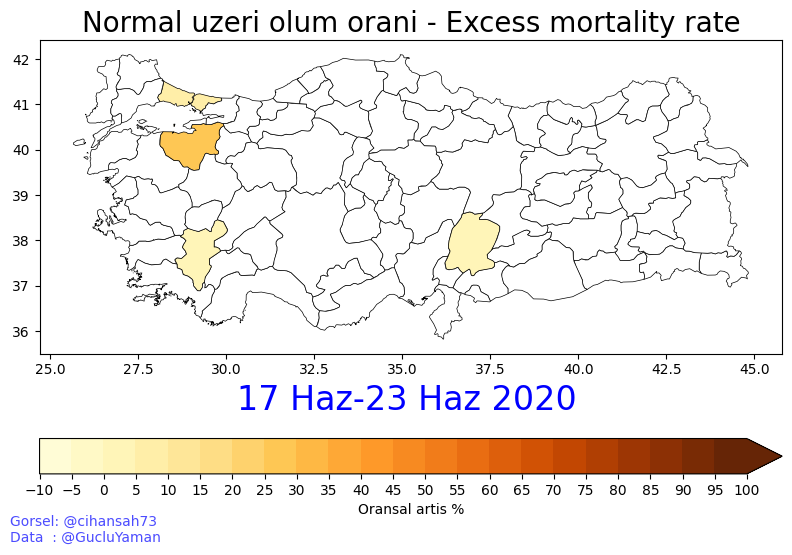 Normal uzeri olum orani - Excess mortality rate
42
41
40
39
38
37
36
25.0 27.5 30.0 32.5 35.0 37.5 40.0 42.5 45.0
17 Haz-23 Haz 2020
−10 −5 0 5 10 15 20 25 30 35 40 45 50 55 60 65 70 75 80 85 90 95 100
Oransal artis %
Gorsel: @cihansah73
Data : @GucluYaman